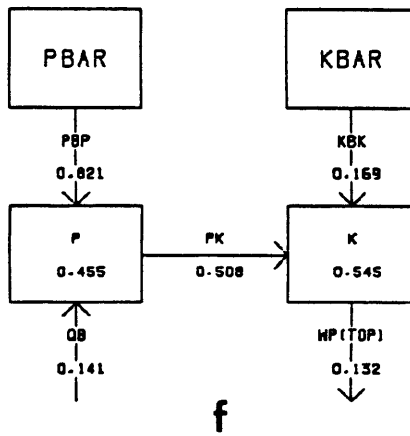 PBAR KBAR
PBP KBK
0.821 0.169
P PK K
0.455 0.508 0.545
QB WP(TOP)
0.141 0.132
f